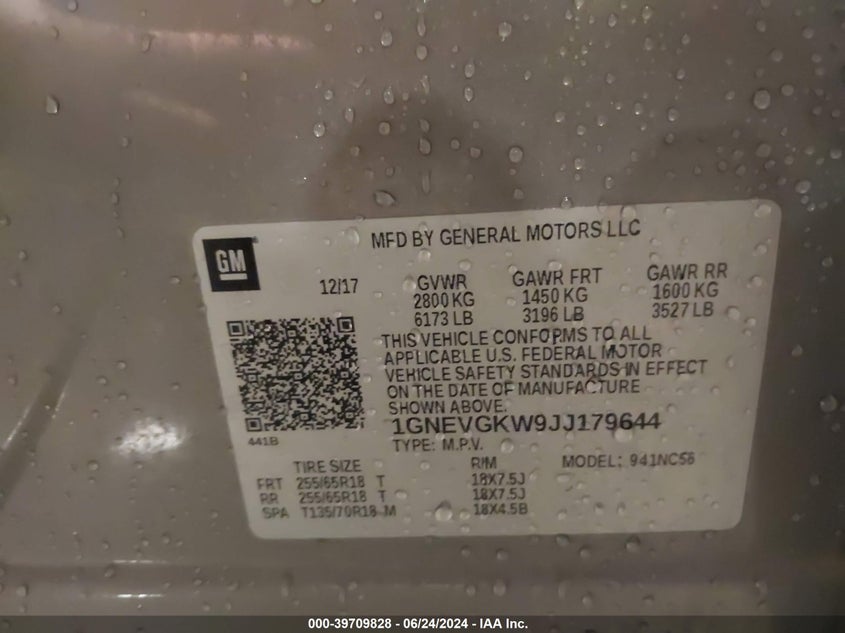 MFD BY GENERAL MOTORS LLC
GM
12/17
GVWR GAWR FRT GAWR RR
2800 KG 1450 KG 1600 KG
6173 LB 3196 LB 3527 LB
THIS VEHICLE CONFORMS TO ALL
APPLICABLE U.S. FEDERAL MOTOR
VEHICLE SAFETY STANDARDS IN EFFECT
ON THE DATE OF MANUFACTURE
SHOWN ABOVE.
1GNEVGKW9JJ179644
441B
TYPE: M.P.V.
TIRE SIZE RIM MODEL: 941NC56
FRT 255/65R18 T 18X7.5J
RR 255/65R18 T 18X7.5J
SPA T135/70R18 M 18X4.5B
000-39709828 - 06/24/2024 - IAA Inc.